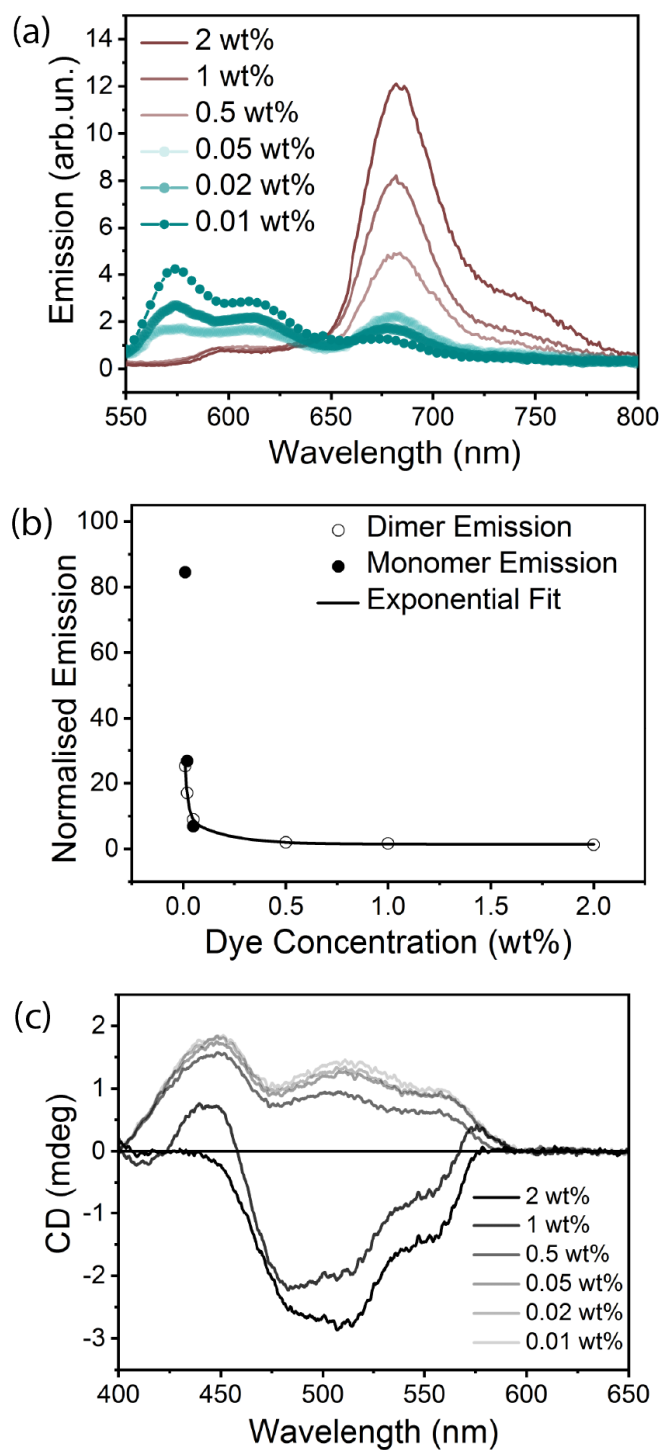 (a)
14
12
10
8
6
4
2
0
Emission (arb.un.)
2 wt%
1 wt%
0.5 wt%
0.05 wt%
0.02 wt%
0.01 wt%
550 600 650 700 750 800
Wavelength (nm)
(b)
100
80
60
40
20
0
Normalised Emission
Dimer Emission
Monomer Emission
Exponential Fit
0.0 0.5 1.0 1.5 2.0
Dye Concentration (wt%)
(c)
2
1
0
-1
-2
-3
CD (mdeg)
2 wt%
1 wt%
0.5 wt%
0.05 wt%
0.02 wt%
0.01 wt%
400 450 500 550 600 650
Wavelength (nm)